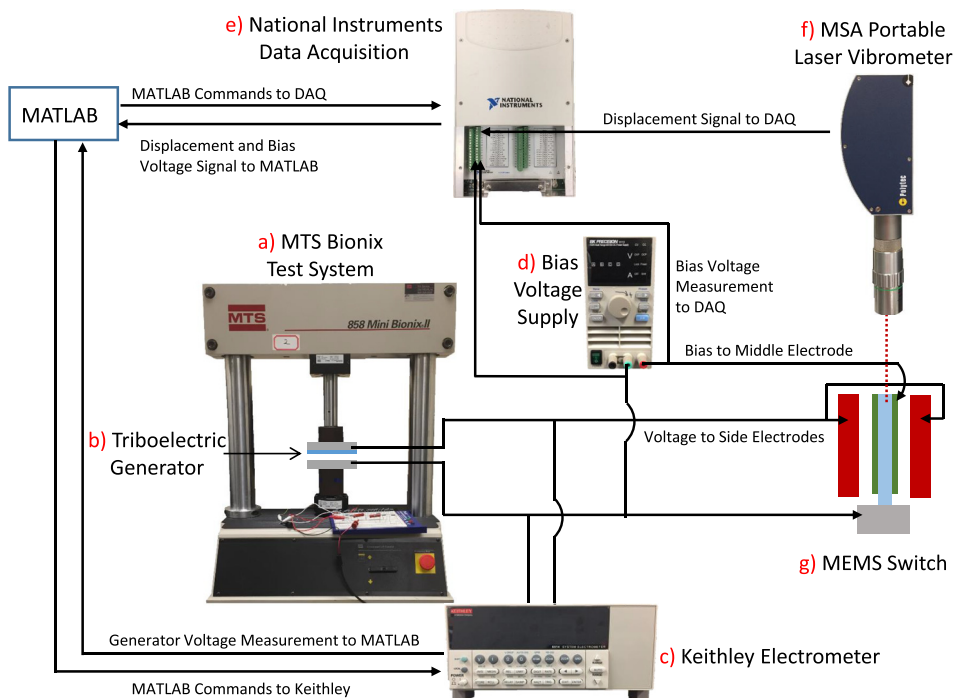 e) National Instruments
Data Acquisition
f) MSA Portable
Laser Vibrometer
MATLAB
MATLAB Commands to DAQ
Displacement and Bias
Voltage Signal to MATLAB
NATIONAL
INSTRUMENTS
Displacement Signal to DAQ
Polytec
a) MTS Bionix
Test System
d) Bias
Voltage
Supply
BK PRECISION
V
A
Bias Voltage
Measurement
to DAQ
MTS
858 Mini Bionix II
2
Bias to Middle Electrode
b) Triboelectric
Generator
Voltage to Side Electrodes
g) MEMS Switch
Generator Voltage Measurement to MATLAB
c) Keithley Electrometer
MATLAB Commands to Keithley